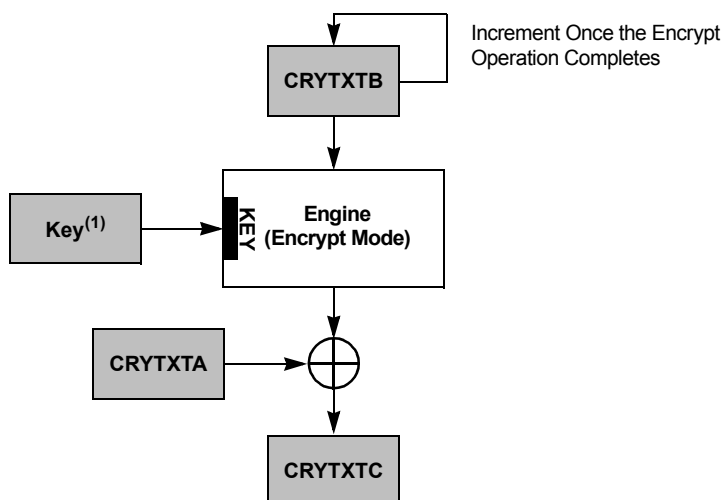 Increment Once the Encrypt
Operation Completes
CRYTXTB
Key(1)
KEY
Engine
(Encrypt Mode)
CRYTXTA
CRYTXTC